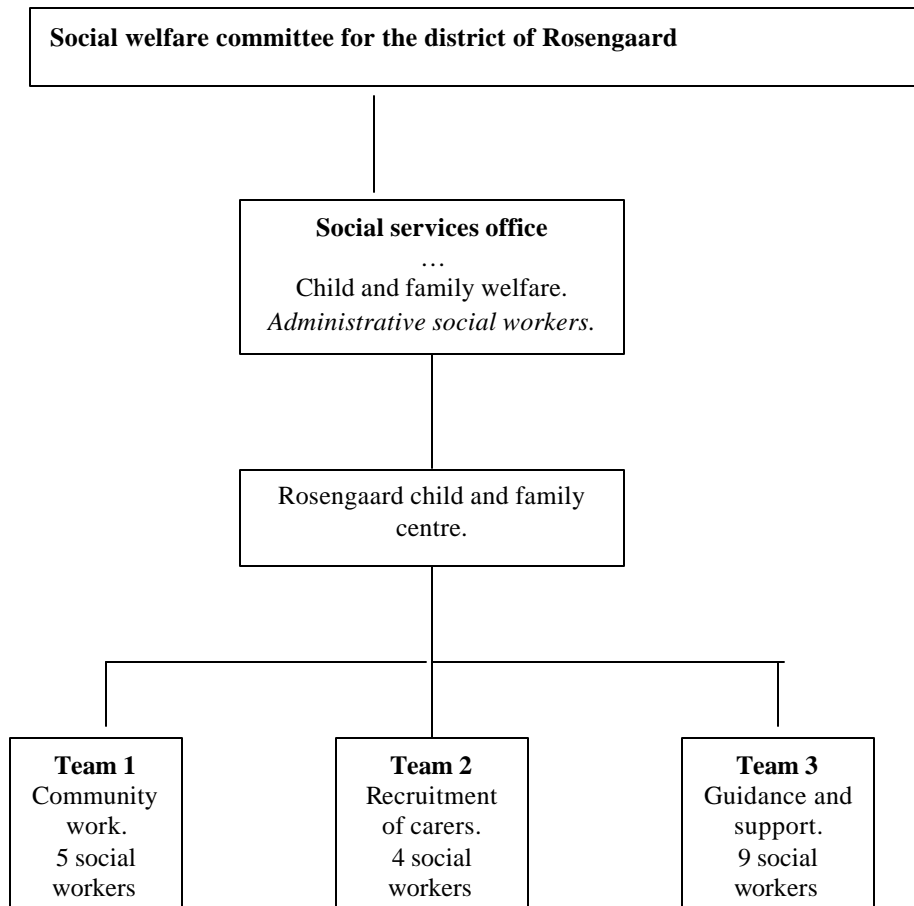 Social welfare committee for the district of Rosengaard
Social services office
…
Child and family welfare.
Administrative social workers.
Rosengaard child and family
centre.
Team 1
Community
work.
5 social
workers
Team 2
Recruitment
of carers.
4 social
workers
Team 3
Guidance and
support.
9 social
workers